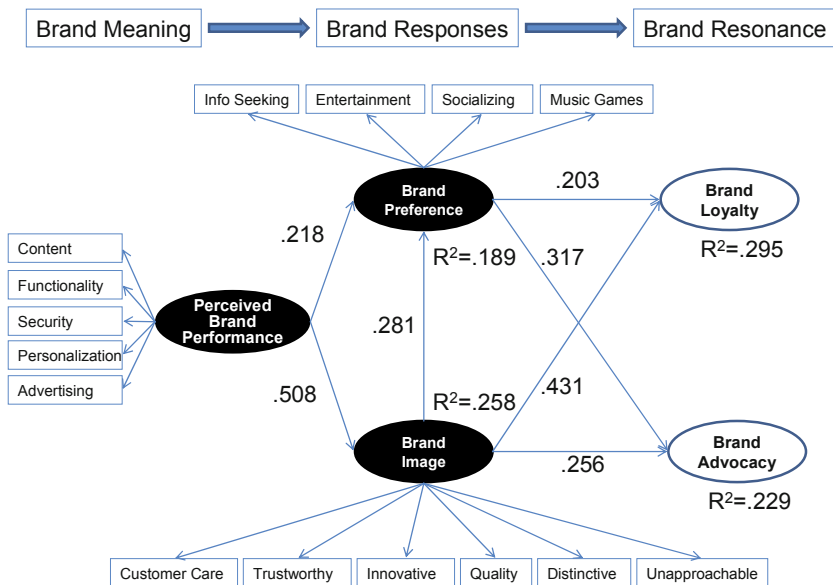 Brand Meaning
Brand Responses
Brand Resonance
Info Seeking
Entertainment
Socializing
Music Games
Brand
Preference
.203
Brand
Loyalty
.218
R²=.189
.317
R²=.295
Content
Functionality
Security
Personalization
Advertising
Perceived
Brand
Performance
.281
.508
R²=.258
.431
Brand
Image
.256
Brand
Advocacy
R²=.229
Customer Care
Trustworthy
Innovative
Quality
Distinctive
Unapproachable